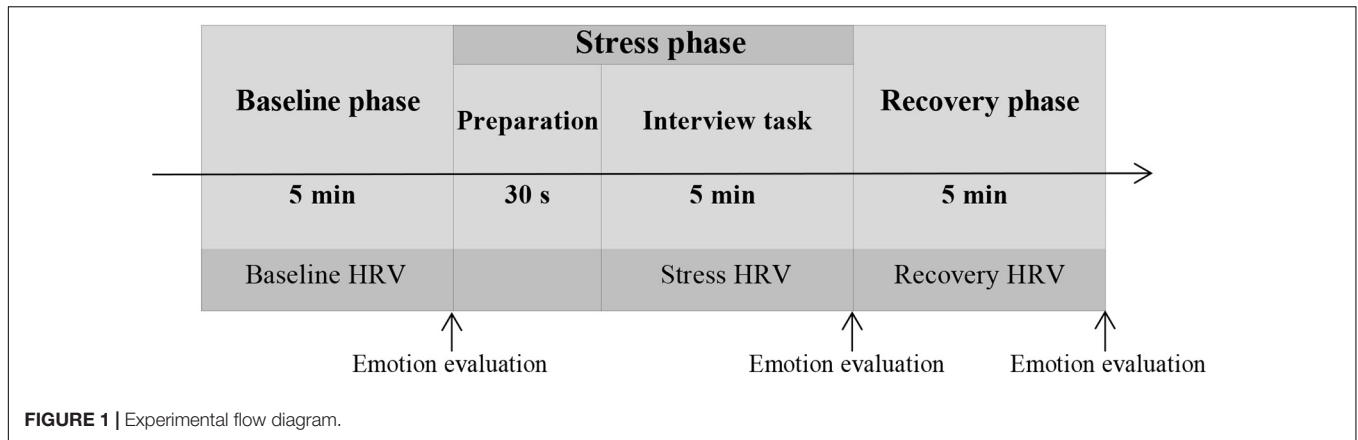 Stress phase
Baseline phase
Preparation
Interview task
Recovery phase
5 min
30 s
5 min
5 min
Baseline HRV
Stress HRV
Recovery HRV
Emotion evaluation
Emotion evaluation
Emotion evaluation
FIGURE 1 | Experimental flow diagram.